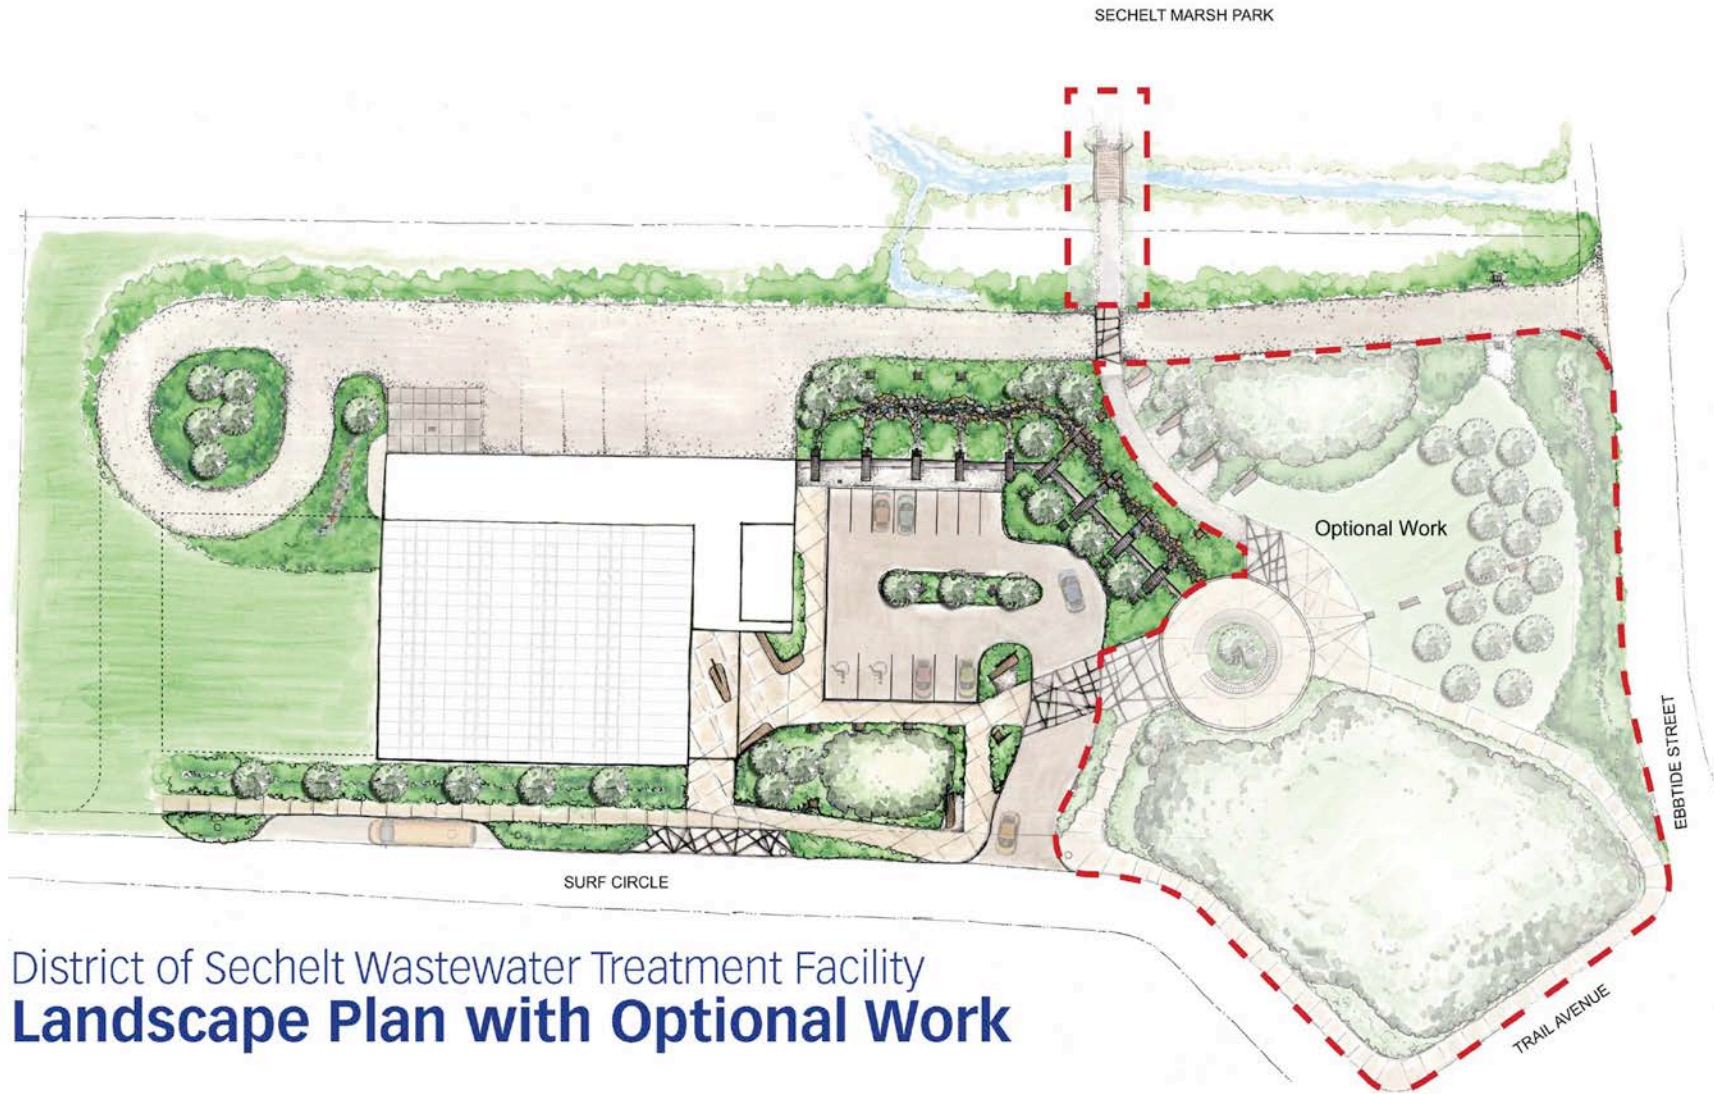 SECHELT MARSH PARK
Optional Work
EBBTIDE STREET
SURF CIRCLE
TRAIL AVENUE
District of Sechelt Wastewater Treatment Facility
Landscape Plan with Optional Work